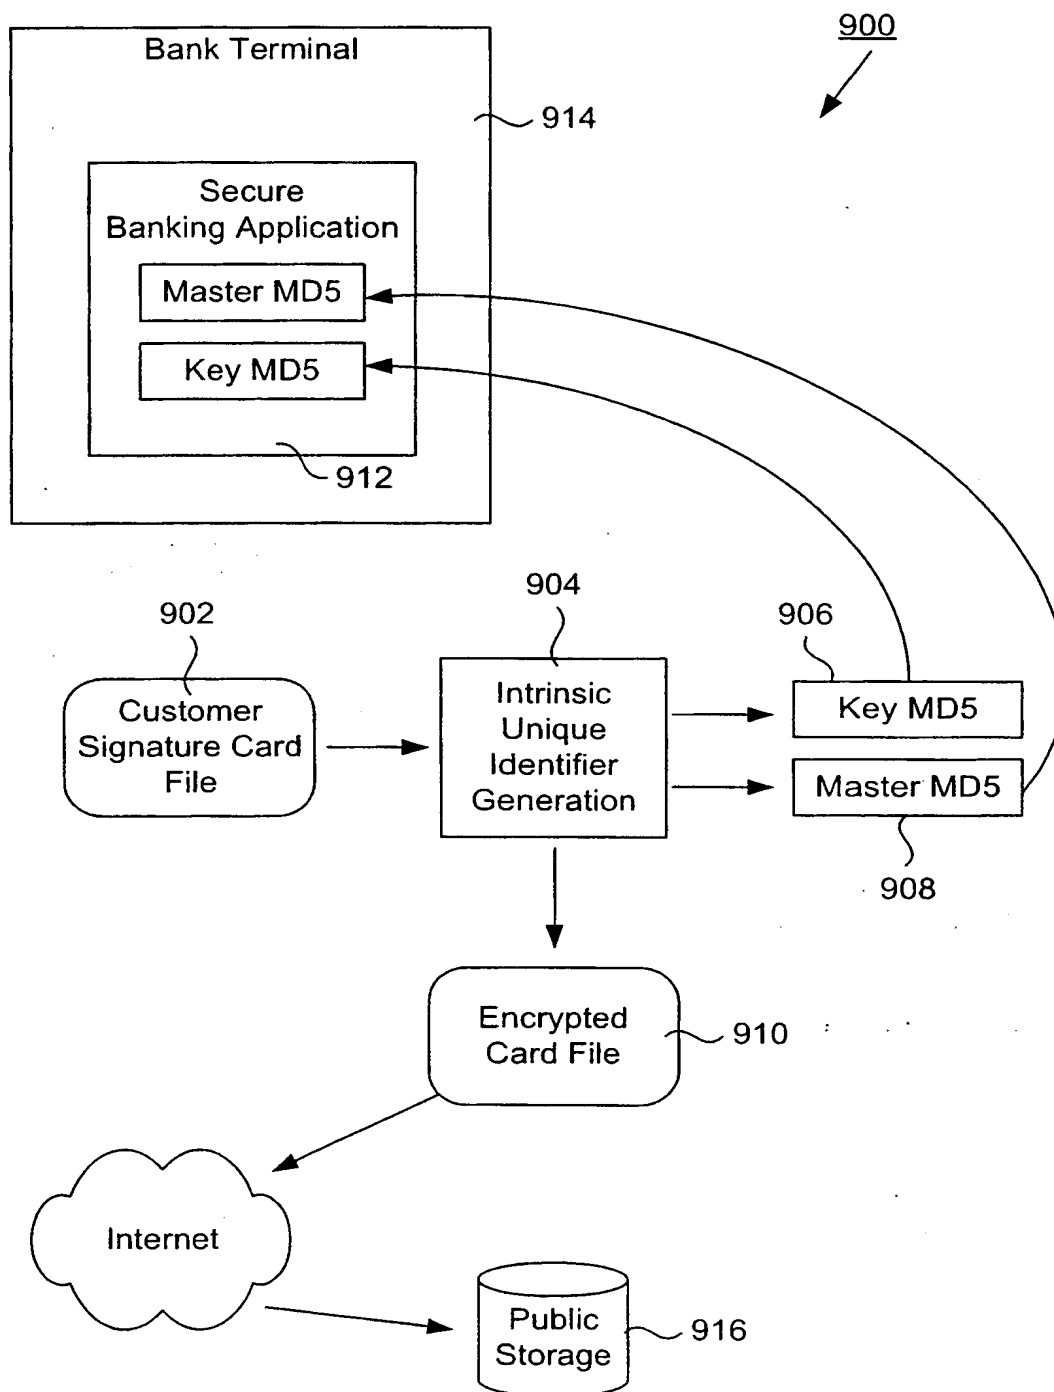 900
Bank Terminal
914
Secure
Banking Application
Master MD5
Key MD5
912
902
904
906
Customer
Signature Card
File
Intrinsic
Unique
Identifier
Generation
Key MD5
Master MD5
908
Encrypted
Card File
910
Internet
Public
Storage
916